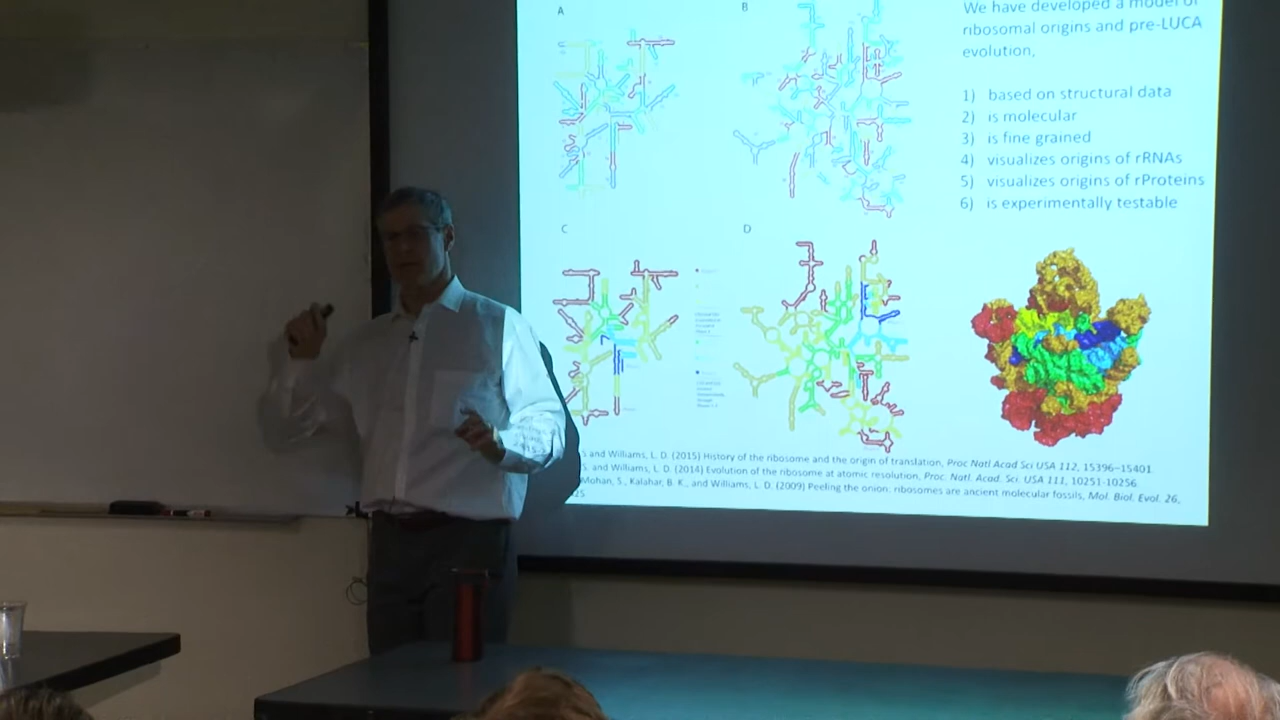 A
B
We have developed a model of
ribosomal origins and pre-LUCA
evolution,
1) based on structural data
2) is molecular
3) is fine grained
4) visualizes origins of rRNAs
5) visualizes origins of rProteins
6) is experimentally testable
C
D
and Williams, L. D. (2015) History of the ribosome and the origin of translation, Proc Natl Acad Sci USA 112, 15396–15401.
S. and Williams, L. D. (2014) Evolution of the ribosome at atomic resolution, Proc. Natl. Acad. Sci. USA 111, 10251-10256.
Mohan, S., Kalahar, B. K., and Williams, L. D. (2009) Peeling the onion: ribosomes are ancient molecular fossils, Mol. Biol. Evol. 26,